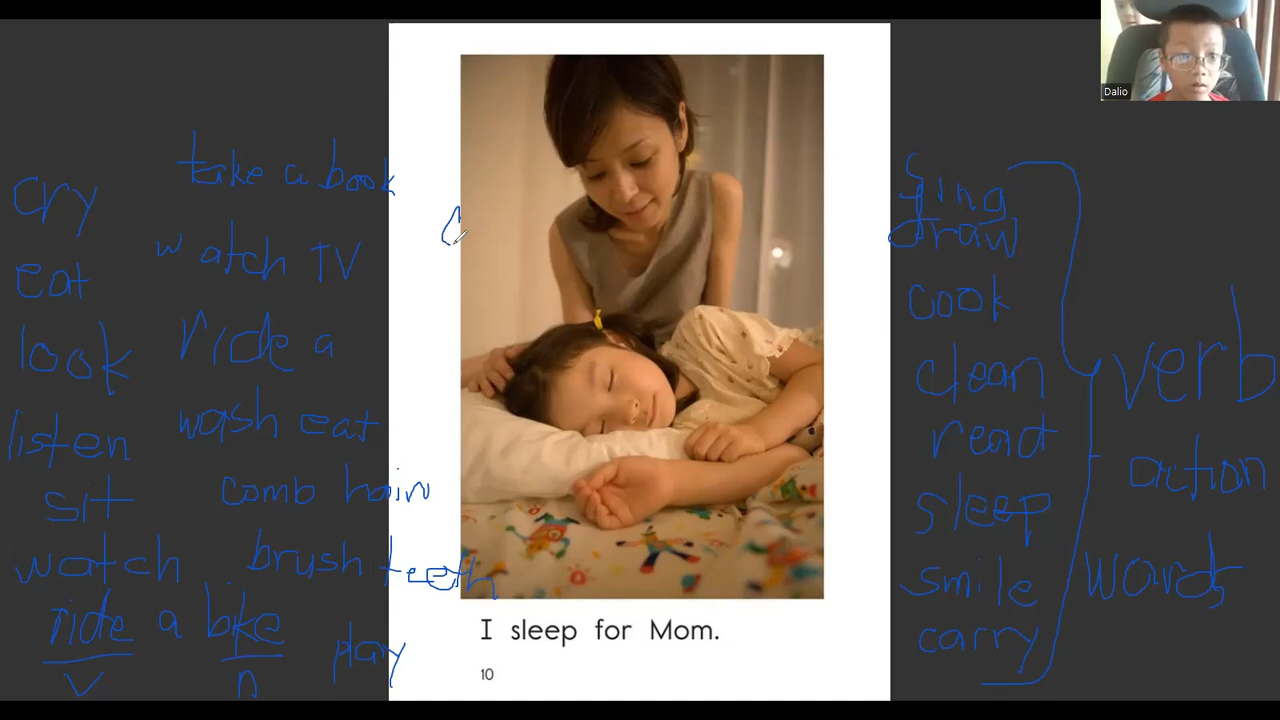 Dalio
take a book
cry
watch TV
eat
ride a
look
wash eat
listen
comb hair
sit
brush teeth
watch
ride a bike
v n
play
I sleep for Mom.
10
sing
draw
cook
clean
read
sleep
smile
carry
verb
action
words